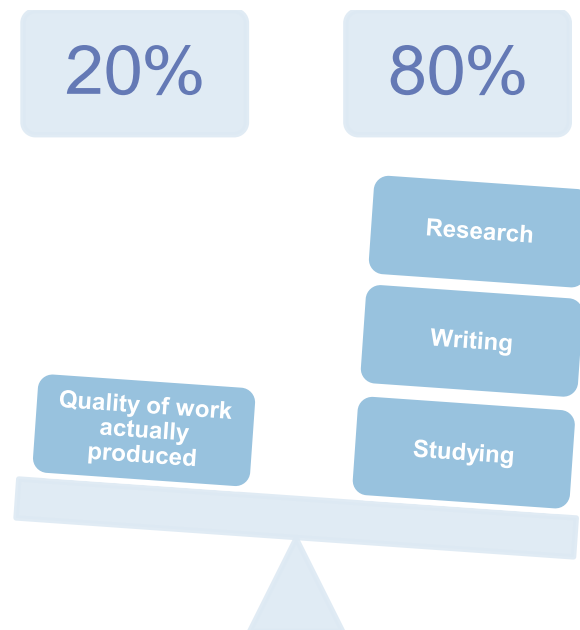 20%
80%
Research
Writing
Quality of work
actually
produced
Studying